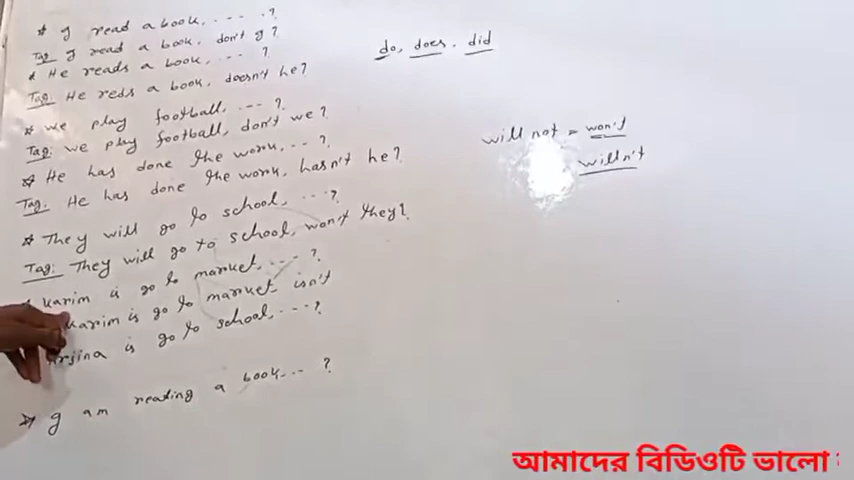 * I read a book, .... ?
Tag: I read a book, don't I?
* He reads a book, ... ?
Tag: He reds a book, doesn't he?
* we play football, ... ?
Tag: we play football, don't we?
* He has done the work, .. ?
Tag: He has done the work, hasn't he?
* They will go to school, ... ?
Tag: They will go to school, won't they?
karim is go to market, .... ?
karim is go to market, isn't
is go to school, .... ?
* I am reading a book ... ?
do, does, did
will not = won't
willn't
আমাদের বিডিওটি ভালো